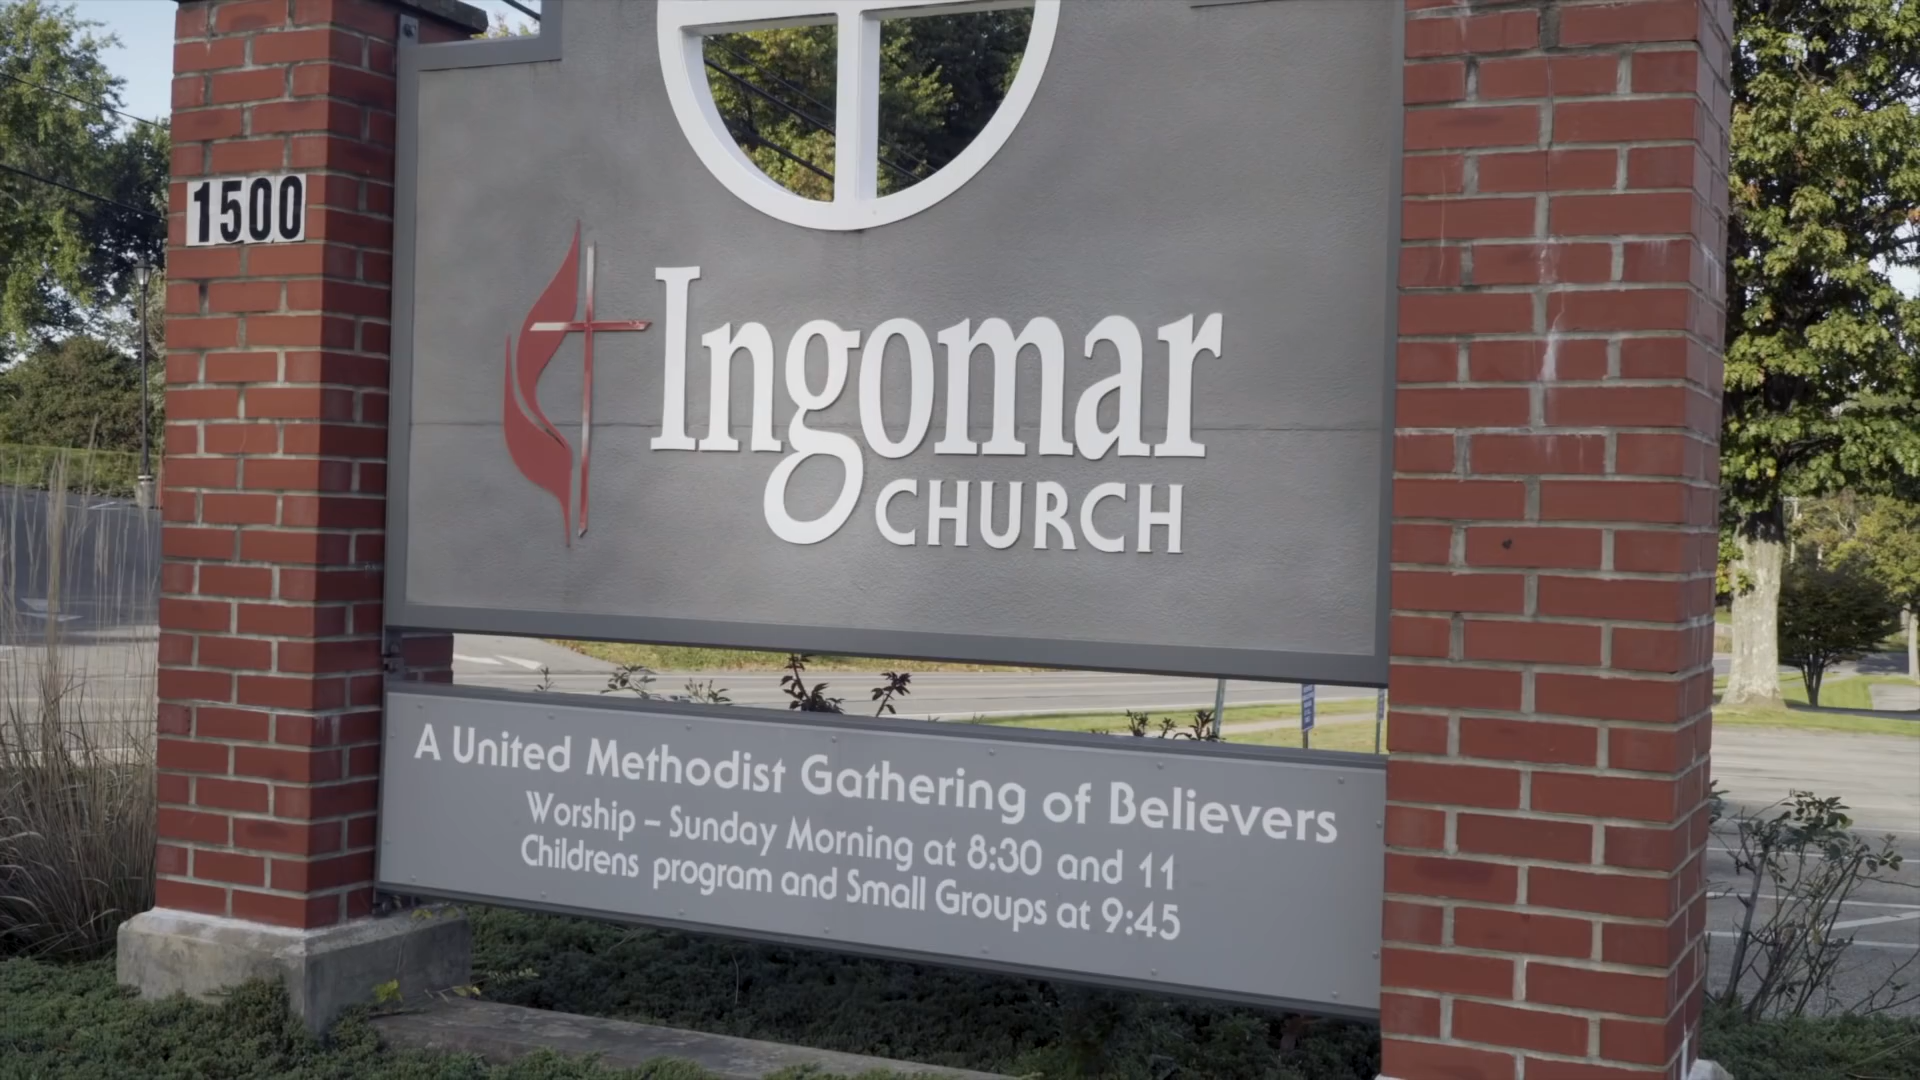 1500
Ingomar
CHURCH
A United Methodist Gathering of Believers
Worship – Sunday Morning at 8:30 and 11
Childrens program and Small Groups at 9:45